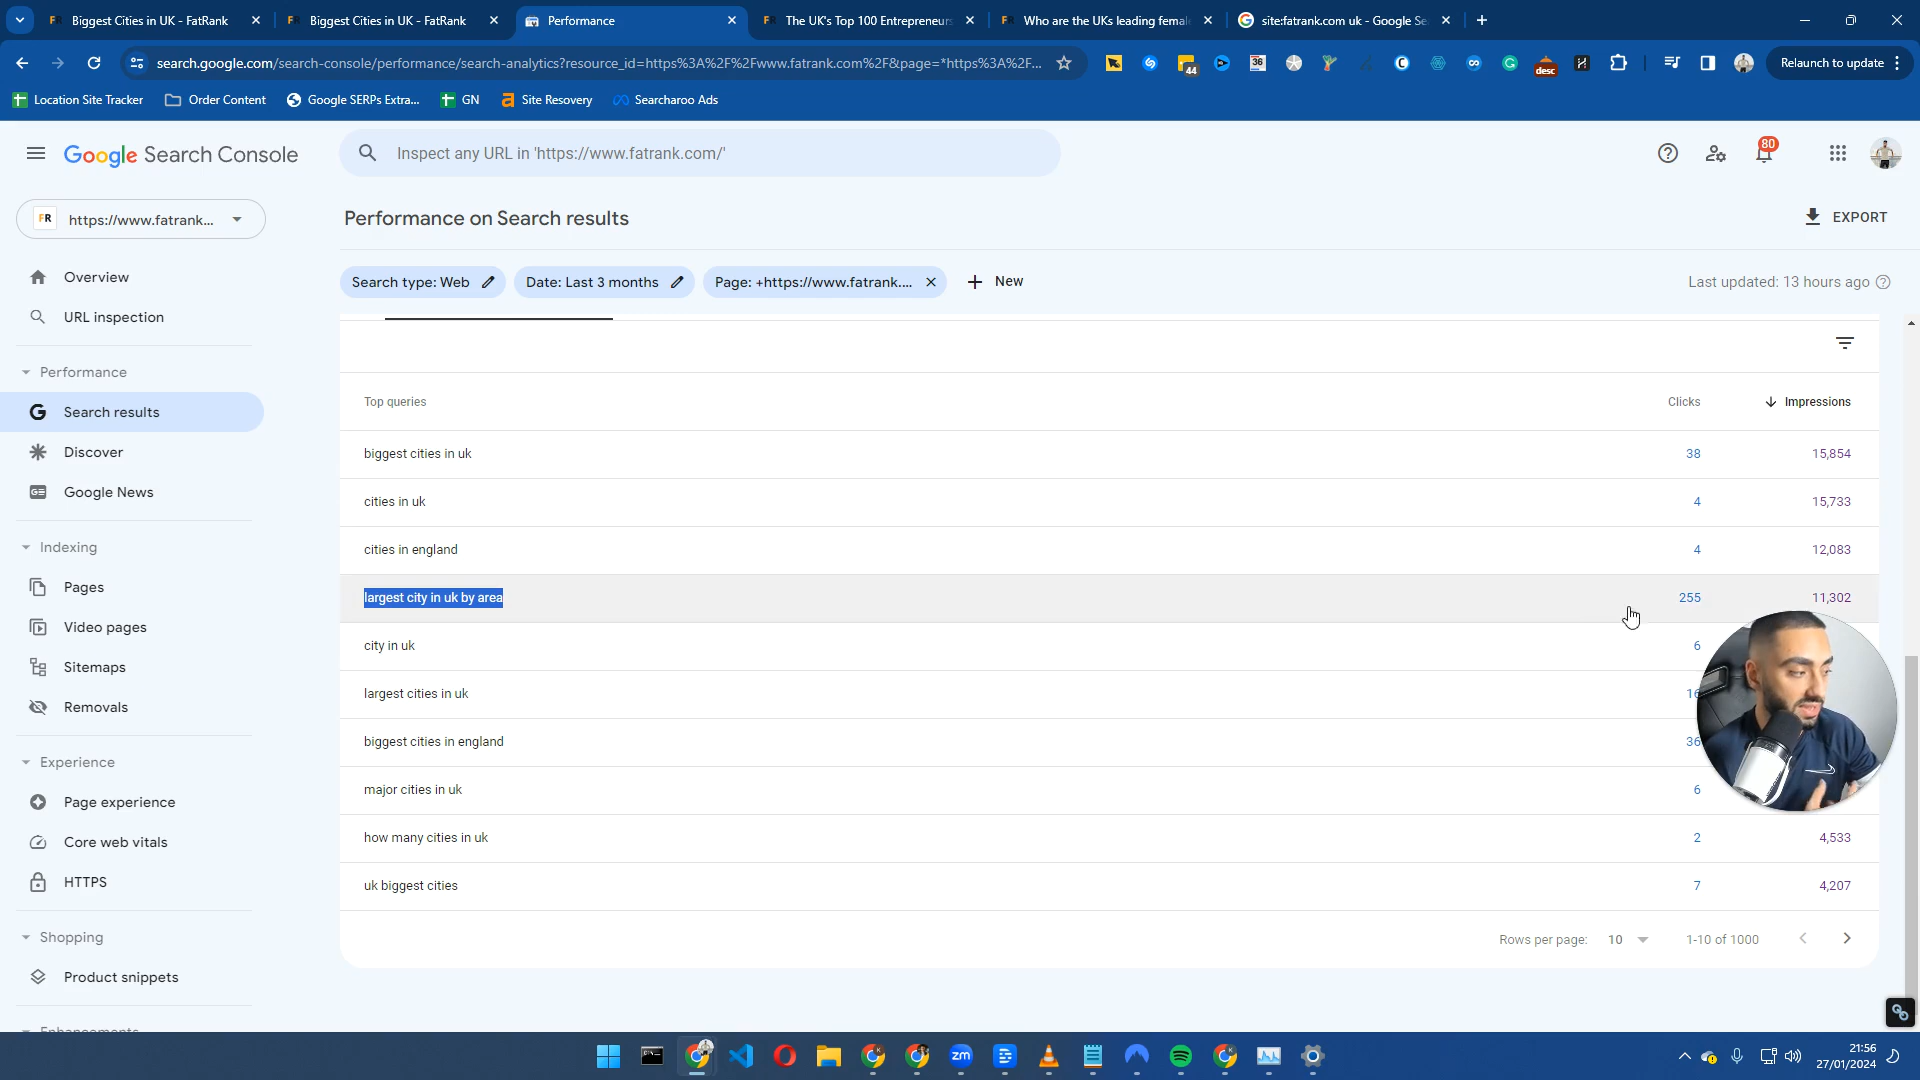 Biggest Cities in UK - FatRank
Biggest Cities in UK - FatRank
Performance
The UK's Top 100 Entrepreneurs
Who are the UKs leading femal
site:fatrank.com uk - Google Se
search.google.com/search-console/performance/search-analytics?resource_id=https%3A%2F%2Fwww.fatrank.com%2F&page=*https%3A%2F...
44
36
desc
Relaunch to update
Location Site Tracker
Order Content
Google SERPs Extra...
GN
Site Recovery
Searcharoo Ads
Google Search Console
Inspect any URL in 'https://www.fatrank.com/'
80
FR
https://www.fatrank...
Performance on Search results
EXPORT
Search type: Web
Date: Last 3 months
Page: +https://www.fatrank....
New
Last updated: 13 hours ago
Overview
URL inspection
Performance
Search results
Discover
Google News
Indexing
Pages
Video pages
Sitemaps
Removals
Experience
Page experience
Core web vitals
HTTPS
Shopping
Product snippets
Enhancements
Top queries Clicks Impressions
biggest cities in uk 38 15,854
cities in uk 4 15,733
cities in england 4 12,083
largest city in uk by area 255 11,302
city in uk 6
largest cities in uk
biggest cities in england 36
major cities in uk 6
how many cities in uk 2 4,533
uk biggest cities 7 4,207
Rows per page: 10 1-10 of 1000
zm
21:56
27/01/2024